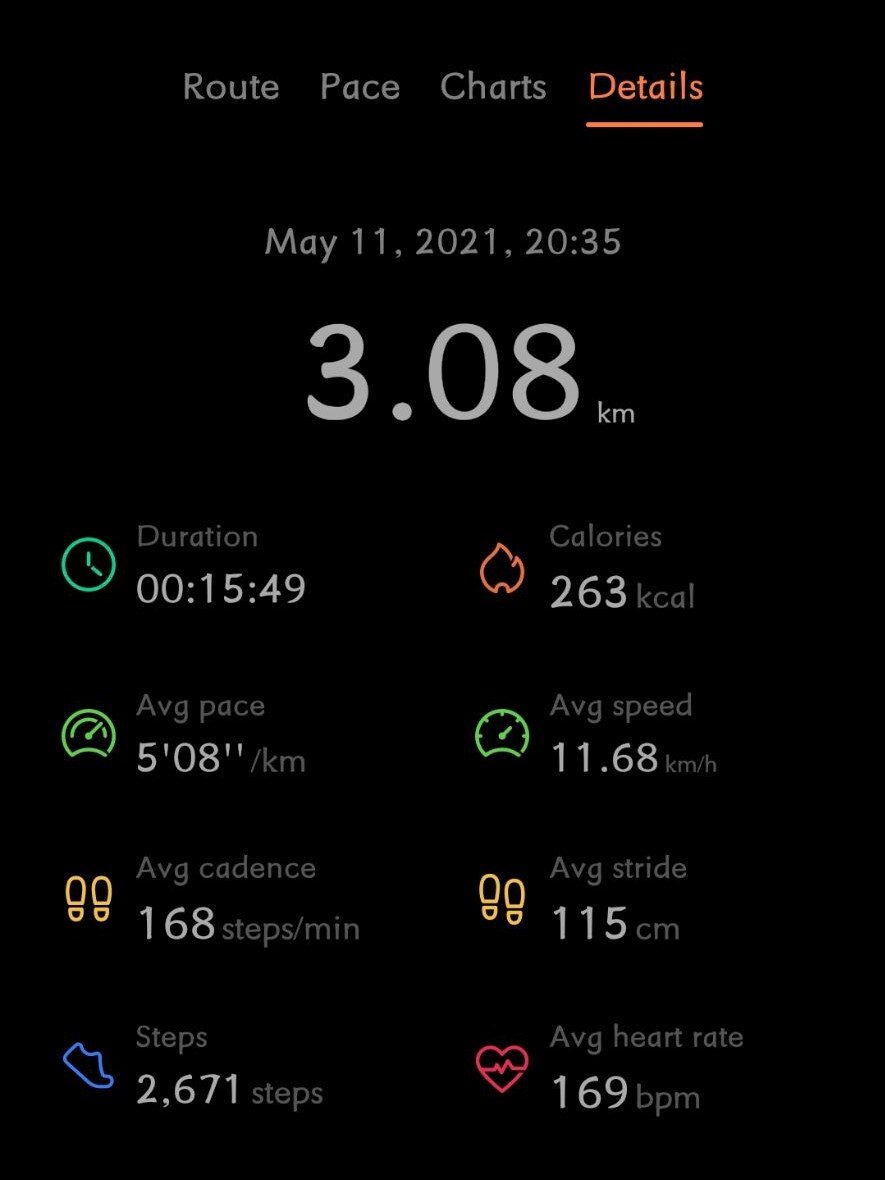 Route Pace Charts Details
May 11, 2021, 20:35
3.08 km
Duration
00:15:49
Calories
263 kcal
Avg pace
5'08'' /km
Avg speed
11.68 km/h
Avg cadence
168 steps/min
Avg stride
115 cm
Steps
2,671 steps
Avg heart rate
169 bpm